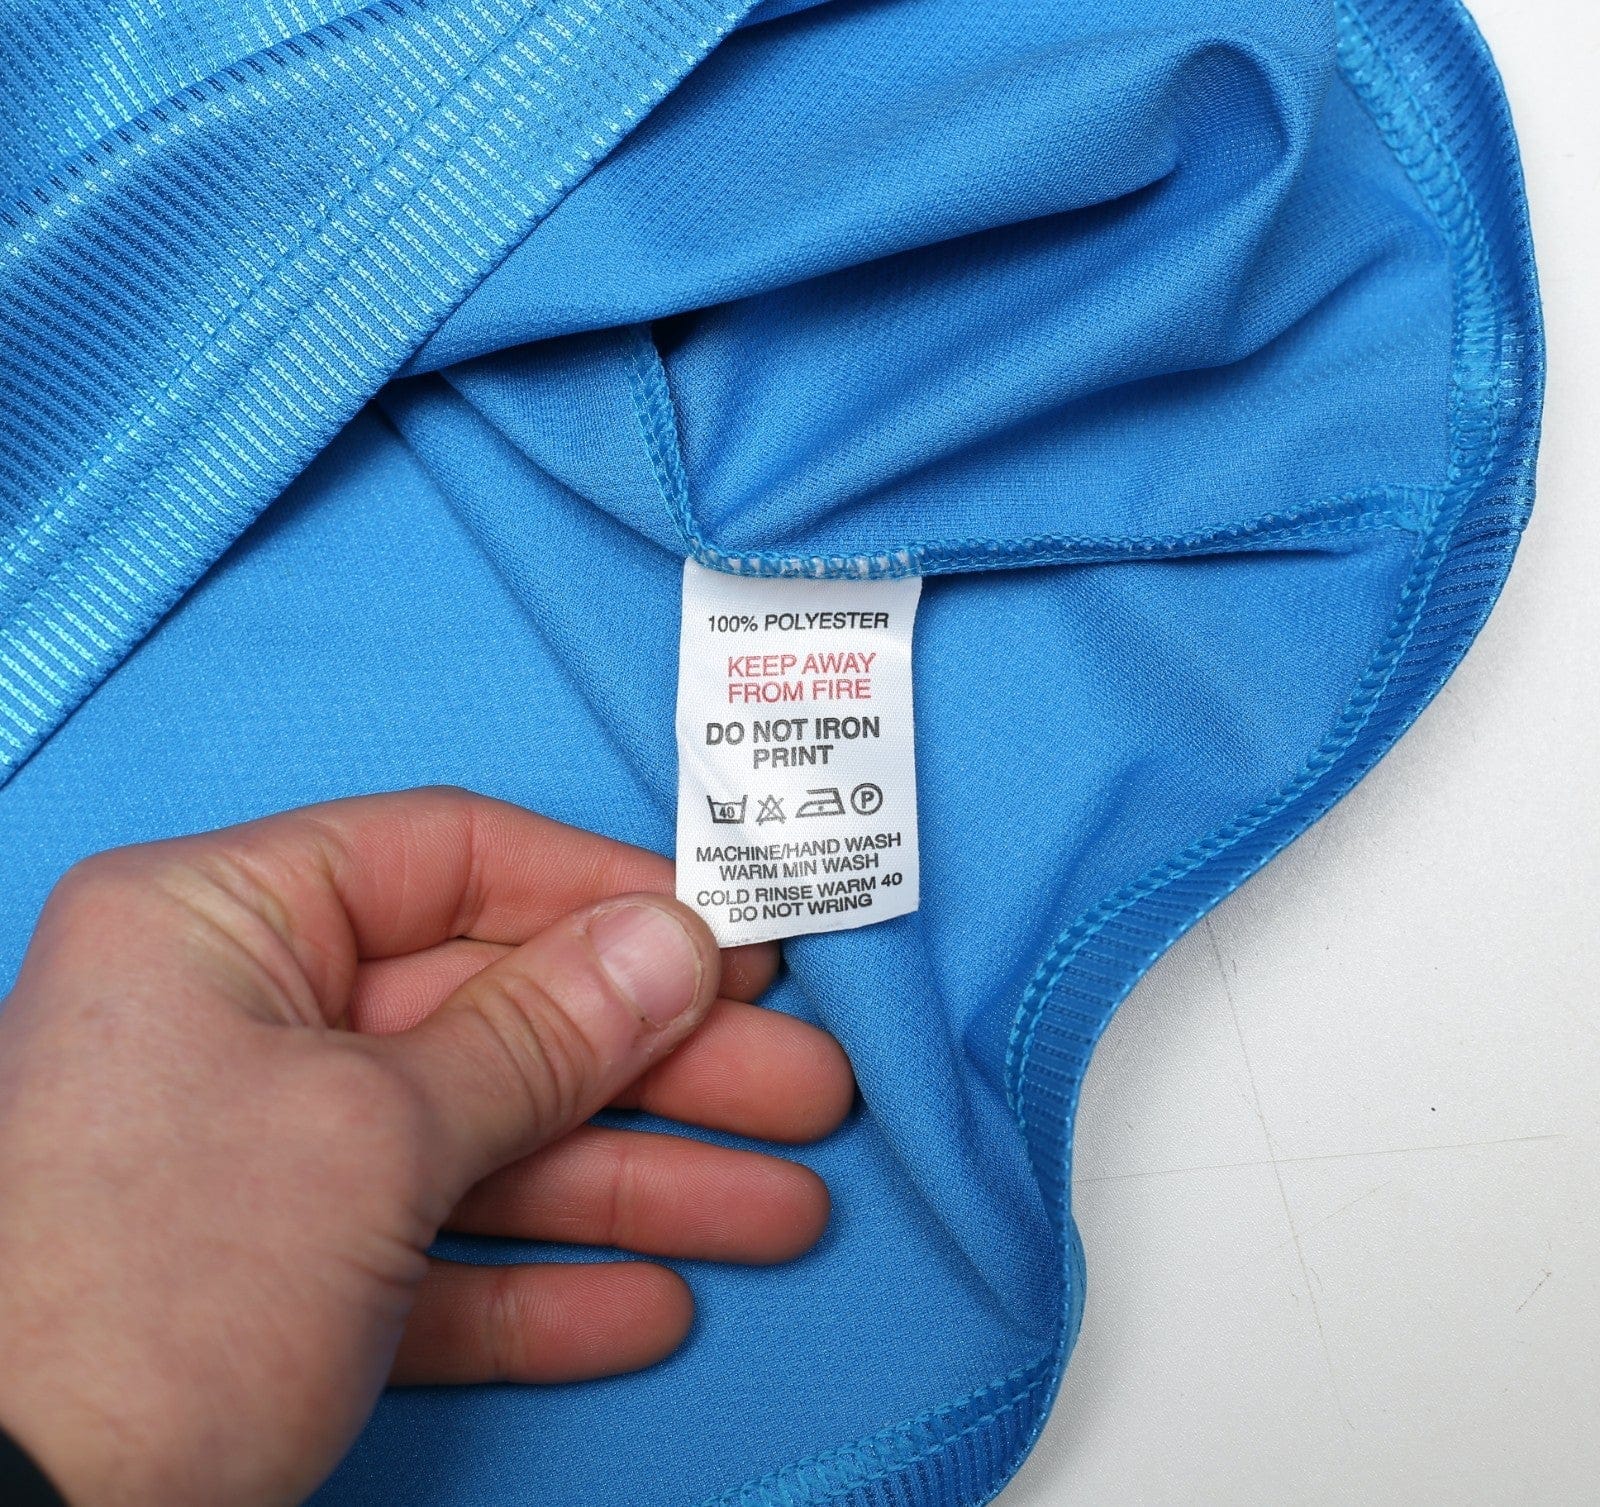 100% POLYESTER
KEEP AWAY
FROM FIRE
DO NOT IRON
PRINT
40 P
MACHINE/HAND WASH
WARM MIN WASH
COLD RINSE WARM 40
DO NOT WRING